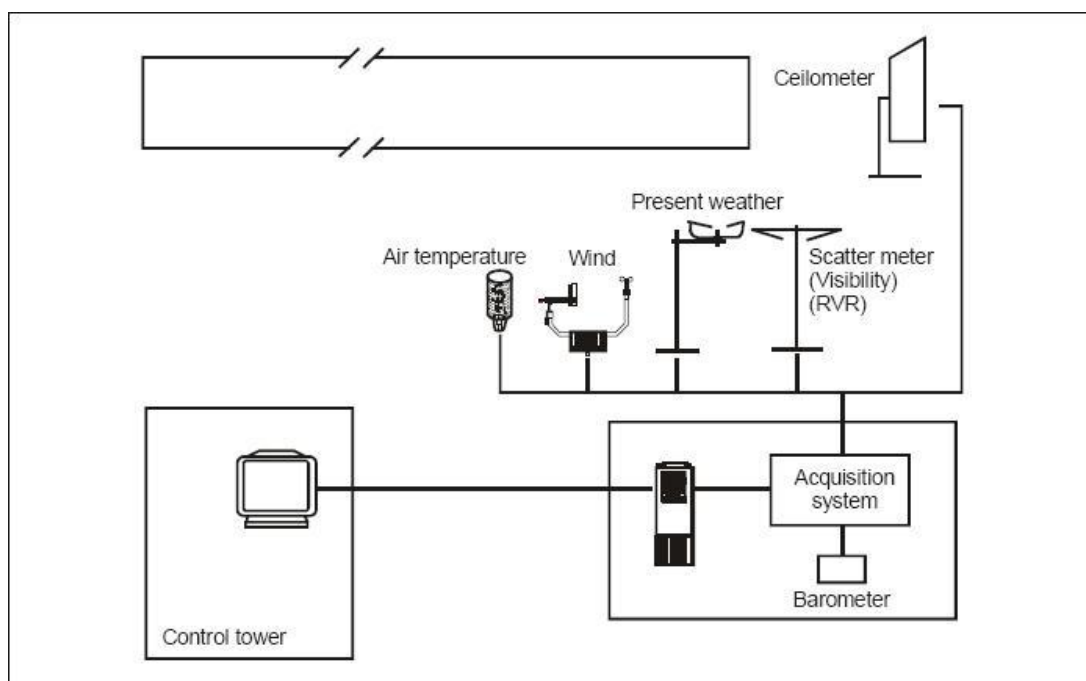 Ceilometer
Present weather
Air temperature
Wind
Scatter meter
(Visibility)
(RVR)
Acquisition
system
Barometer
Control tower